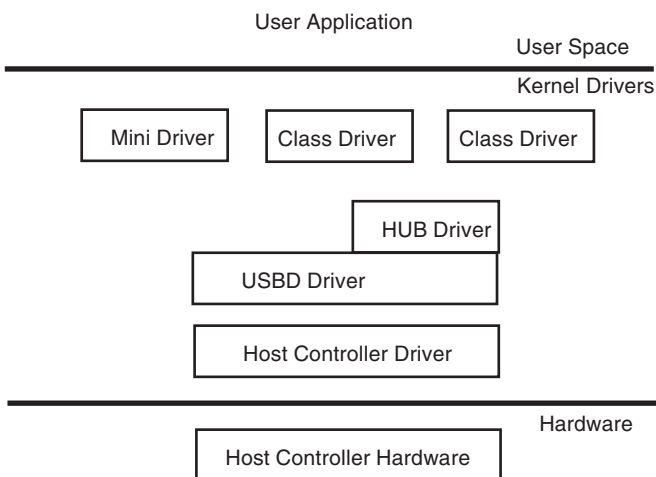 User Application
User Space
Kernel Drivers
Mini Driver
Class Driver
Class Driver
HUB Driver
USBD Driver
Host Controller Driver
Hardware
Host Controller Hardware